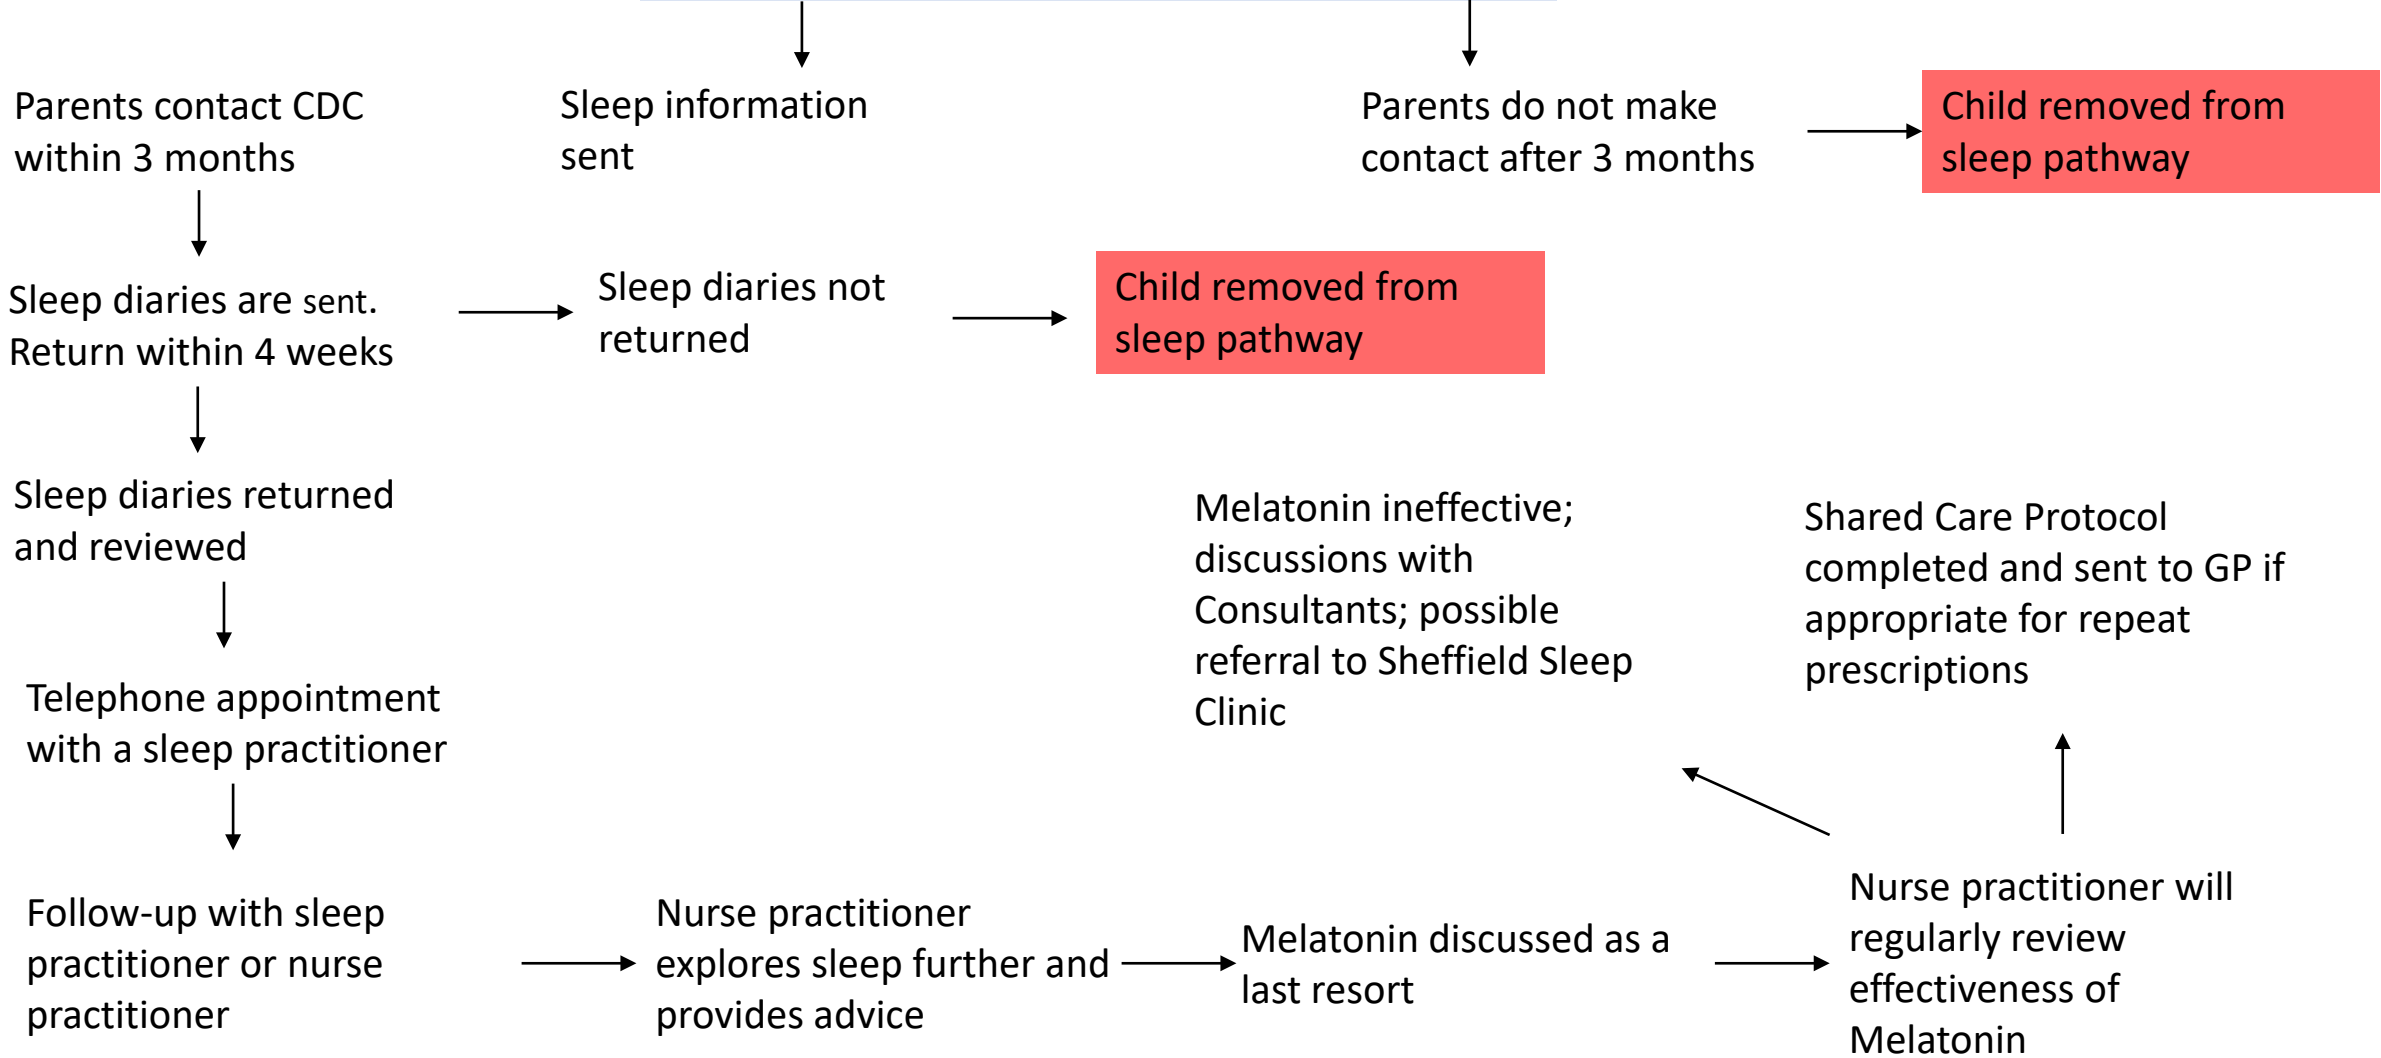 Parents contact CDC
within 3 months
Sleep information
sent
Parents do not make
contact after 3 months
Child removed from
sleep pathway
Sleep diaries are sent.
Return within 4 weeks
Sleep diaries not
returned
Child removed from
sleep pathway
Sleep diaries returned
and reviewed
Melatonin ineffective;
discussions with
Consultants; possible
referral to Sheffield Sleep
Clinic
Shared Care Protocol
completed and sent to GP if
appropriate for repeat
prescriptions
Telephone appointment
with a sleep practitioner
Follow-up with sleep
practitioner or nurse
practitioner
Nurse practitioner
explores sleep further and
provides advice
Melatonin discussed as a
last resort
Nurse practitioner will
regularly review
effectiveness of
Melatonin